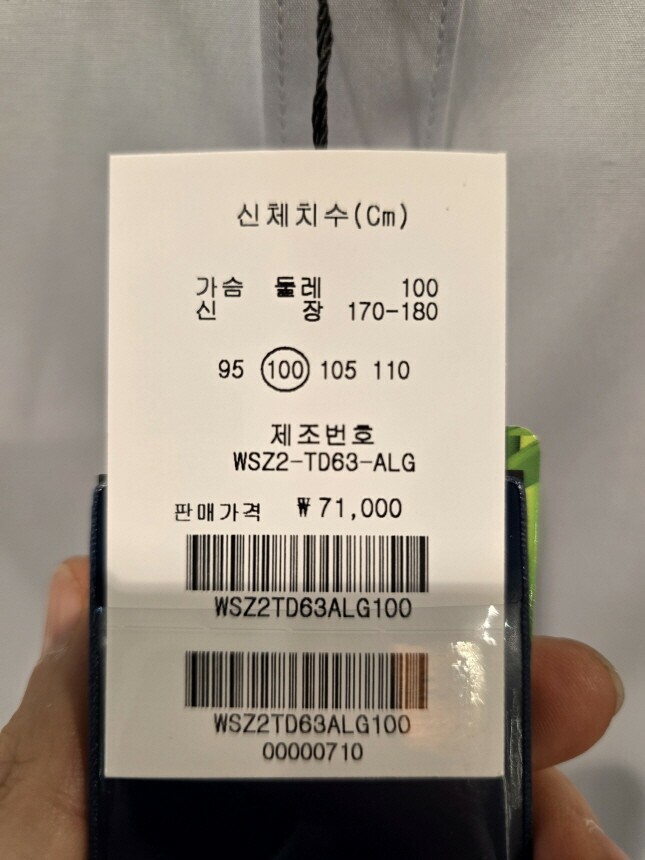 신체치수(Cm)
가슴 둘레 100
신 장 170-180
95 100 105 110
제조번호
WSZ2-TD63-ALG
판매가격 ₩71,000
WSZ2TD63ALG100
WSZ2TD63ALG100
00000710